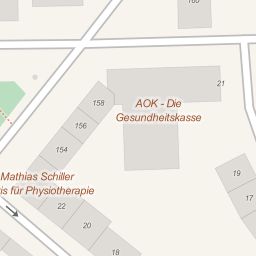 160
21
158
AOK - Die
Gesundheitskasse
156
154
Mathias Schiller
is für Physiotherapie
19
17
22
20
18